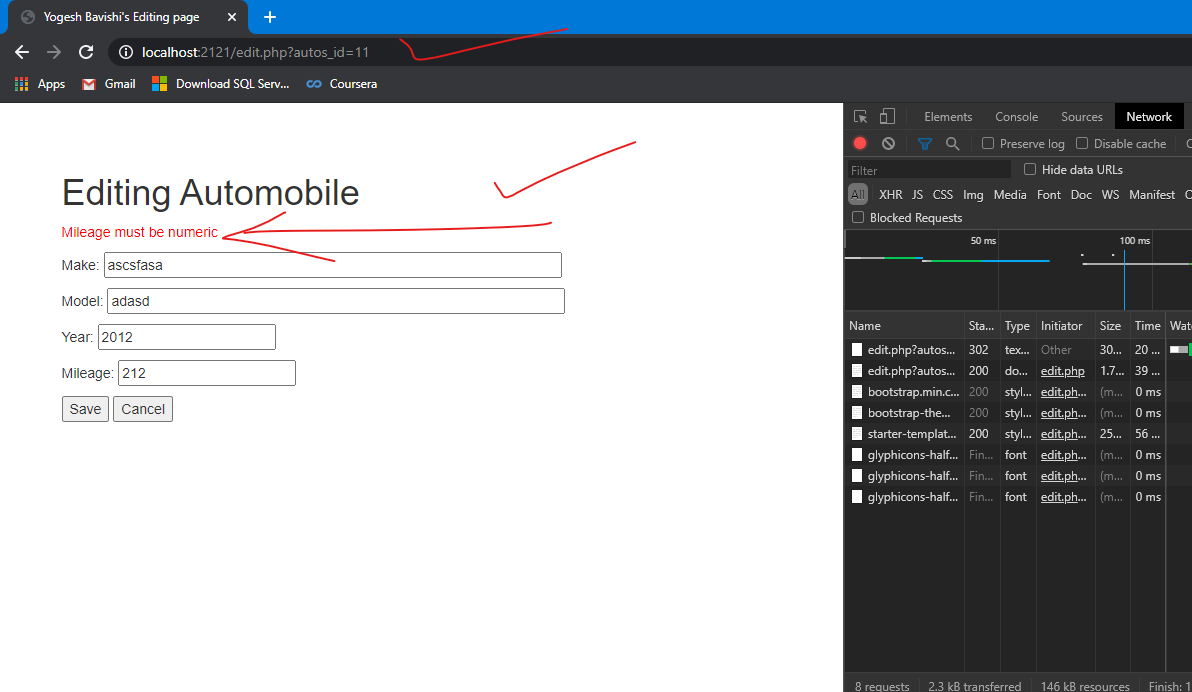 Yogesh Bavishi's Editing page
localhost:2121/edit.php?autos_id=11
Apps Gmail Download SQL Serv... Coursera
Elements Console Sources Network
Preserve log Disable cache
Filter Hide data URLs
All XHR JS CSS Img Media Font Doc WS Manifest
Blocked Requests
50 ms 100 ms
Editing Automobile
Mileage must be numeric
Make: ascsfasa
Model: adasd
Year: 2012
Mileage: 212
Save Cancel
Name Sta... Type Initiator Size Time Wat
edit.php?autos... 302 tex... Other 30... 20 ...
edit.php?autos... 200 do... edit.php 1.7... 39 ...
bootstrap.min.c... 200 styl... edit.ph... (m... 0 ms
bootstrap-the... 200 styl... edit.ph... (m... 0 ms
starter-templat... 200 styl... edit.ph... 25... 56 ...
glyphicons-half... Fin... font edit.ph... (m... 0 ms
glyphicons-half... Fin... font edit.ph... (m... 0 ms
glyphicons-half... Fin... font edit.ph... (m... 0 ms
8 requests 2.3 kB transferred 146 kB resources Finish: 1